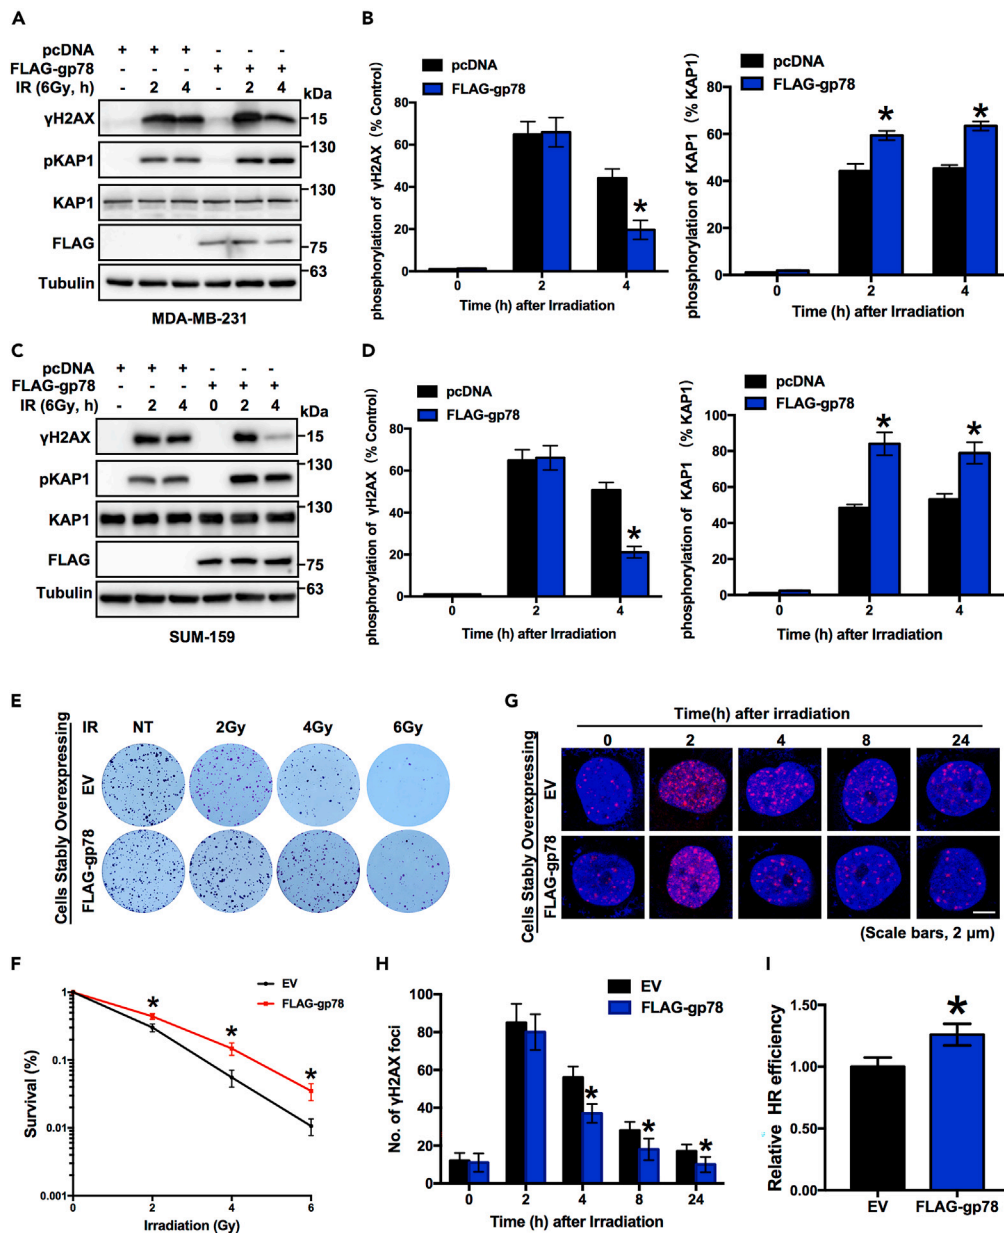 A
pcDNA + + + - - -
FLAG-gp78 - - - + + +
IR (6Gy, h) - 2 4 - 2 4
kDa
γH2AX
15
pKAP1
130
KAP1
130
FLAG
75
Tubulin
63
MDA-MB-231
B
pcDNA
FLAG-gp78
phosphorylation of γH2AX (% Control)
80
60
40
20
0
*
0 2 4
Time (h) after Irradiation
pcDNA
FLAG-gp78
phosphorylation of KAP1 (% KAP1)
80
60
40
20
0
* *
0 2 4
Time (h) after Irradiation
C
pcDNA + + + - - -
FLAG-gp78 - - - + + +
IR (6Gy, h) - 2 4 0 2 4
kDa
γH2AX
15
pKAP1
130
KAP1
130
FLAG
75
Tubulin
63
SUM-159
D
pcDNA
FLAG-gp78
phosphorylation of γH2AX (% Control)
80
60
40
20
0
*
0 2 4
Time (h) after Irradiation
pcDNA
FLAG-gp78
phosphorylation of KAP1 (% KAP1)
100
80
60
40
20
0
* *
0 2 4
Time (h) after Irradiation
E
IR NT 2Gy 4Gy 6Gy
Cells Stably Overexpressing
EV
FLAG-gp78
G
Time(h) after irradiation
0 2 4 8 24
Cells Stably Overexpressing
EV
FLAG-gp78
(Scale bars, 2 μm)
F
EV
FLAG-gp78
Survival (%)
1
0.1
0.01
0.001
* * *
0 2 4 6
Irradiation (Gy)
H
EV
FLAG-gp78
No. of γH2AX foci
100
80
60
40
20
0
* * *
0 2 4 8 24
Time (h) after Irradiation
I
Relative HR efficiency
1.50
1.25
1.00
0.50
0.00
*
EV FLAG-gp78